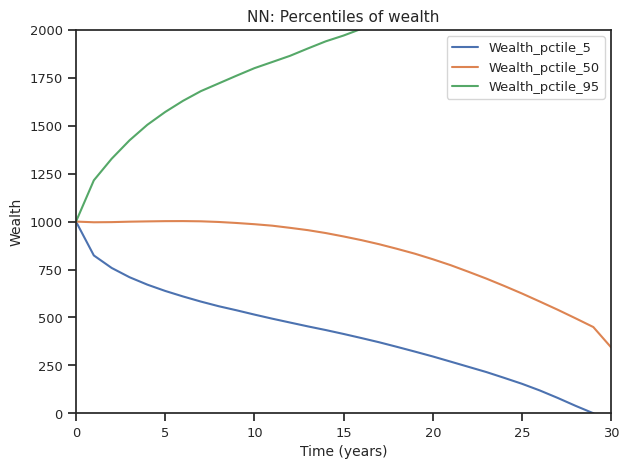 NN: Percentiles of wealth
Wealth_pctile_5
Wealth_pctile_50
Wealth_pctile_95
Wealth
2000
1750
1500
1250
1000
750
500
250
0
0 5 10 15 20 25 30
Time (years)